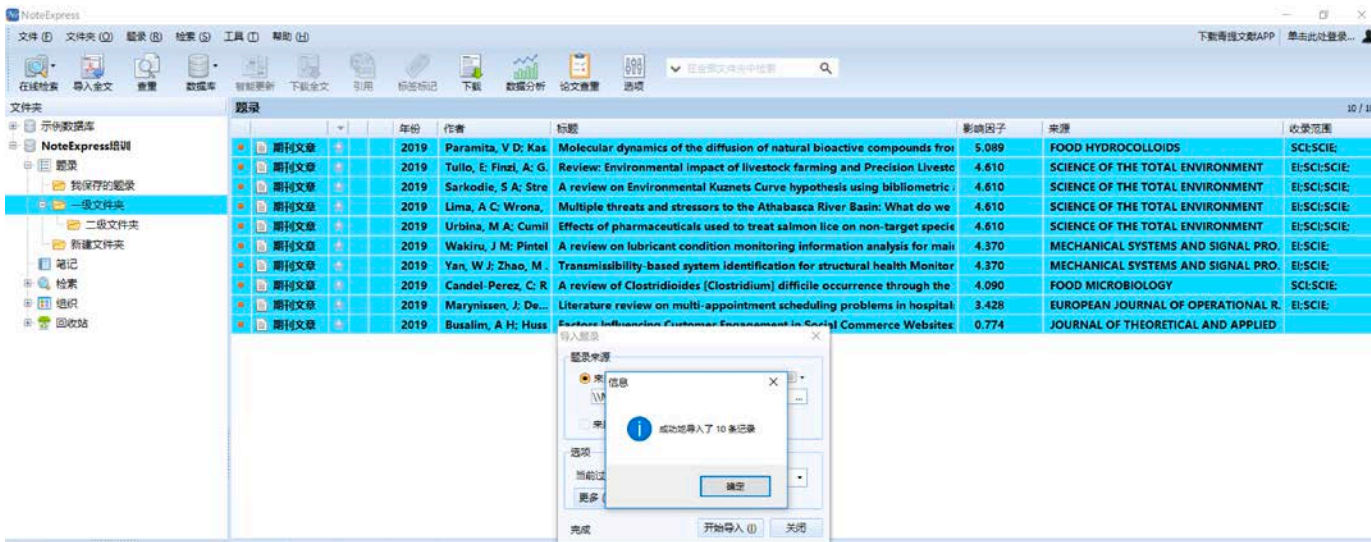 NoteExpress
文件(F) 文件夹(O) 题录(R) 检索(S) 工具(T) 帮助(H) 下载青提文献APP 单击此处登录...
在线检索 导入全文 查重 数据库 智能更新 下载全文 引用 标签标记 下载 数据分析 论文查重 选项 在全部文件夹中检索
文件夹 题录
示例数据库
NoteExpress培训
题录
我保存的题录
一级文件夹
二级文件夹
新建文件夹
笔记
检索
组织
回收站
年份 作者 标题 影响因子 来源 收录范围
期刊文章 2019 Paramita, V D; Kas Molecular dynamics of the diffusion of natural bioactive compounds from 5.089 FOOD HYDROCOLLOIDS SCI;SCIE;
期刊文章 2019 Tullo, E; Finzi, A; G. Review: Environmental impact of livestock farming and Precision Livesto 4.610 SCIENCE OF THE TOTAL ENVIRONMENT EI;SCI;SCIE;
期刊文章 2019 Sarkodie, S A; Stre A review on Environmental Kuznets Curve hypothesis using bibliometric 4.610 SCIENCE OF THE TOTAL ENVIRONMENT EI;SCI;SCIE;
期刊文章 2019 Lima, A C; Wrona, Multiple threats and stressors to the Athabasca River Basin: What do we 4.610 SCIENCE OF THE TOTAL ENVIRONMENT EI;SCI;SCIE;
期刊文章 2019 Urbina, M A; Cumil Effects of pharmaceuticals used to treat salmon lice on non-target specie 4.610 SCIENCE OF THE TOTAL ENVIRONMENT EI;SCI;SCIE;
期刊文章 2019 Wakiru, J M; Pintel A review on lubricant condition monitoring information analysis for main 4.370 MECHANICAL SYSTEMS AND SIGNAL PRO. EI;SCIE;
期刊文章 2019 Yan, W J; Zhao, M . Transmissibility-based system identification for structural health Monitor 4.370 MECHANICAL SYSTEMS AND SIGNAL PRO. EI;SCIE;
期刊文章 2019 Candel-Perez, C; R A review of Clostridioides [Clostridium] difficile occurrence through the 4.090 FOOD MICROBIOLOGY SCI;SCIE;
期刊文章 2019 Marynissen, J; De... Literature review on multi-appointment scheduling problems in hospitals 3.428 EUROPEAN JOURNAL OF OPERATIONAL R. EI;SCIE;
期刊文章 2019 Busalim, A H; Huss Factors Influencing Customer Engagement in Social Commerce Websites: 0.774 JOURNAL OF THEORETICAL AND APPLIED
导入题录
题录来源
来
信息
成功地导入了 10 条记录
确定
选项
当前过
更多(
完成 开始导入(I) 关闭